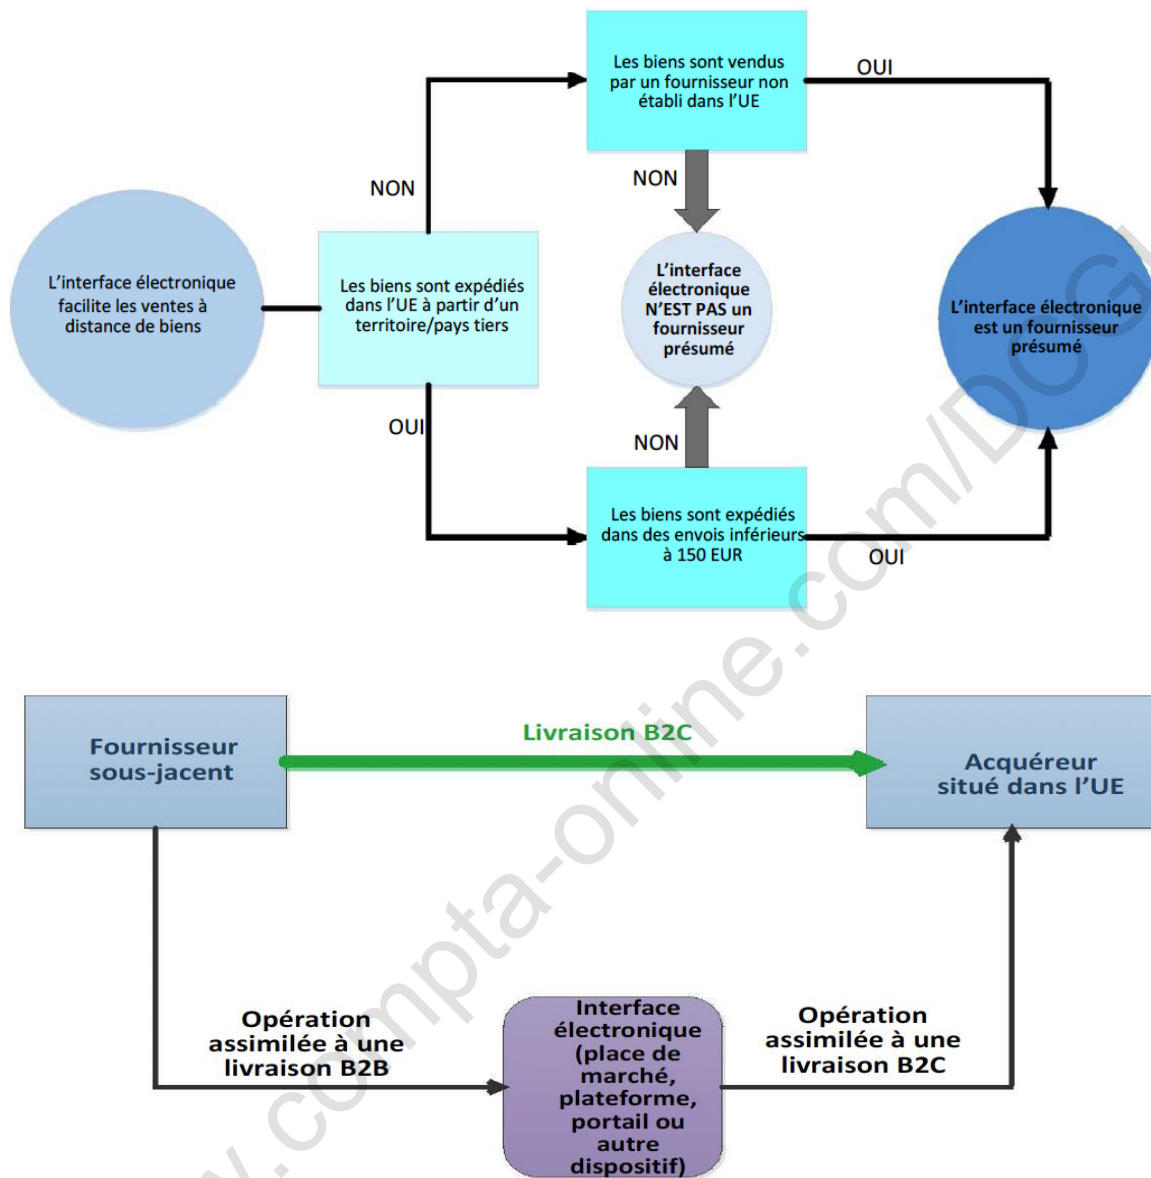 Les biens sont vendus
par un fournisseur non
établi dans l'UE
OUI
NON
NON
L'interface électronique
facilite les ventes à
distance de biens
Les biens sont expédiés
dans l'UE à partir d'un
territoire/pays tiers
L'interface
électronique
N'EST PAS un
fournisseur
présumé
L'interface électronique
est un fournisseur
présumé
OUI
NON
Les biens sont expédiés
dans des envois inférieurs
à 150 EUR
OUI
Fournisseur
sous-jacent
Livraison B2C
Acquéreur
situé dans l'UE
Opération
assimilée à une
livraison B2B
Interface
électronique
(place de
marché,
plateforme,
portail ou
autre
dispositif)
Opération
assimilée à une
livraison B2C
w.compta-online.com/DCG